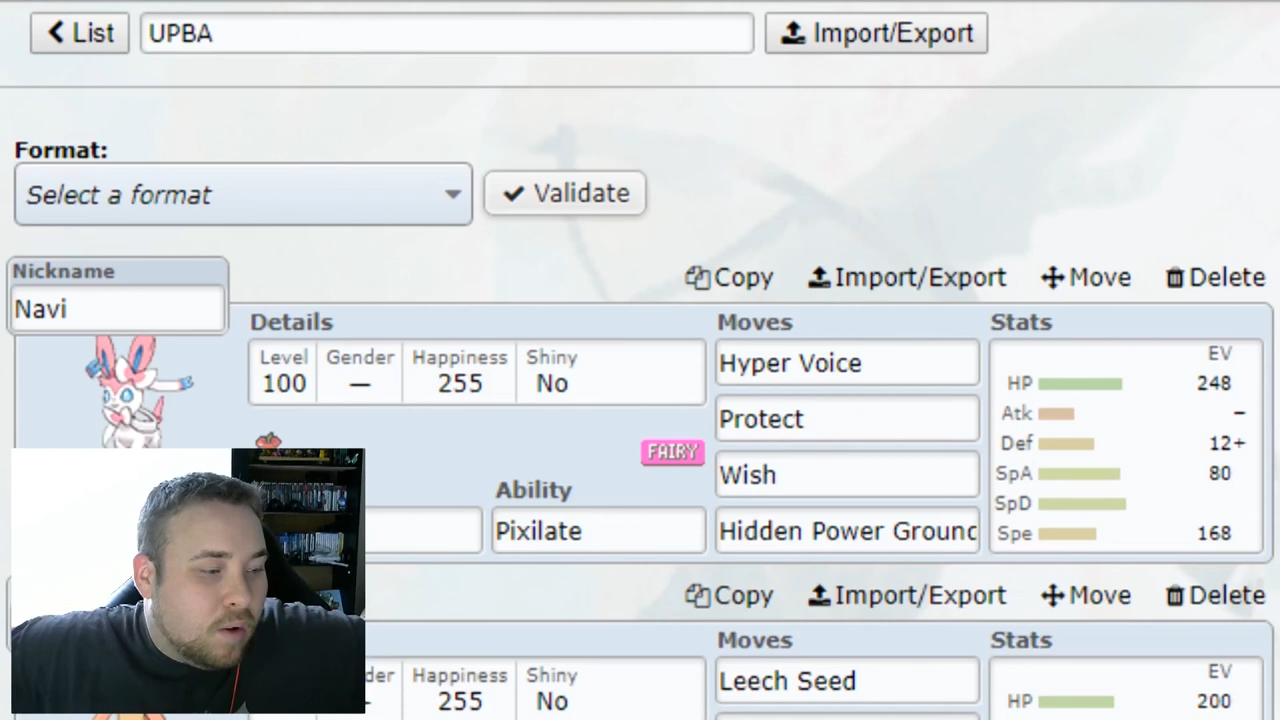 List
UPBA
Import/Export
Format:
Select a format
Validate
Nickname
Navi
Copy Import/Export Move Delete
Details
Level Gender Happiness Shiny
100 — 255 No
FAIRY
Ability
Pixilate
Moves
Hyper Voice
Protect
Wish
Hidden Power Ground
Stats
EV
HP 248
Atk –
Def 12+
SpA 80
SpD
Spe 168
Copy Import/Export Move Delete
der Happiness Shiny
255 No
Moves
Leech Seed
Stats
EV
HP 200